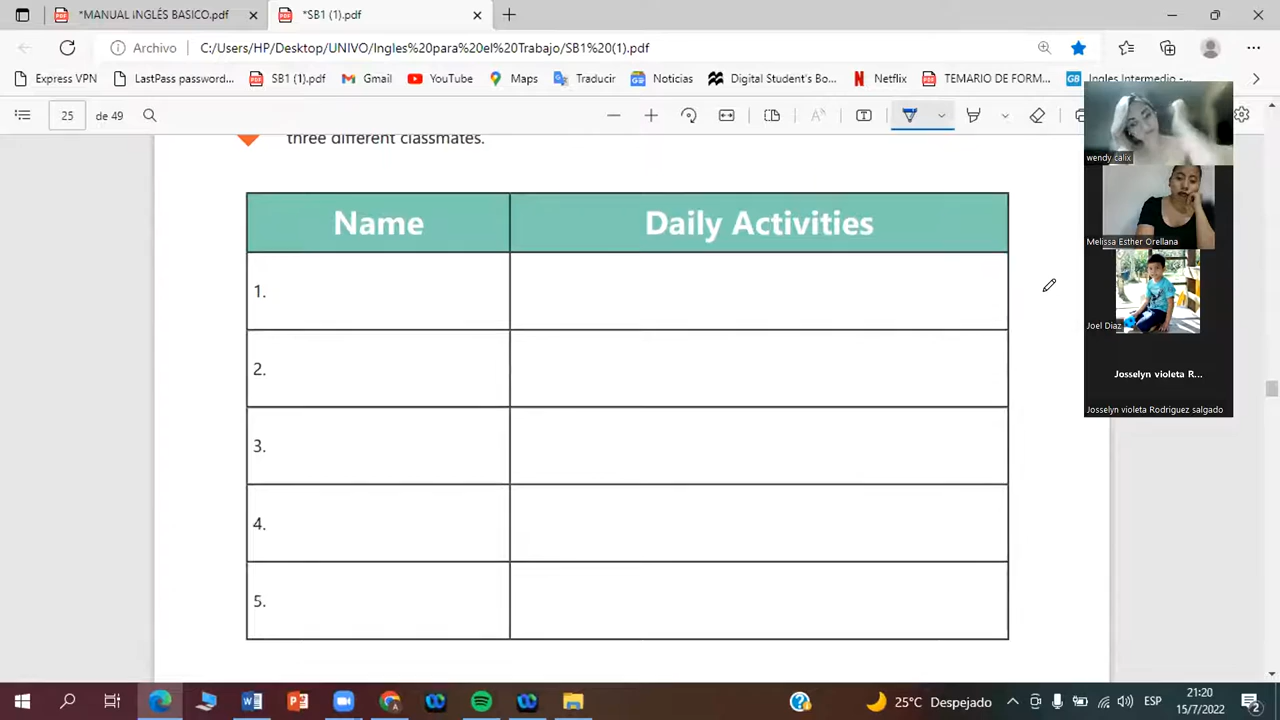 *MANUAL iNGLÉS BASICO.pdf
*SB1 (1).pdf
Archivo
C:/Users/HP/Desktop/UNIVO/Ingles%20para%20el%20Trabajo/SB1%20(1).pdf
Express VPN
LastPass password...
SB1 (1).pdf
Gmail
YouTube
Maps
Traducir
Noticias
Digital Student's Bo...
Netflix
TEMARIO DE FORM...
Ingles Intermedio -...
25
de 49
three different classmates.
Name
Daily Activities
1.
2.
3.
4.
5.
wendy calix
Melissa Esther Orellana
Joel Diaz
Josselyn violeta R...
Josselyn violeta Rodriguez salgado
25°C Despejado
ESP
21:20
15/7/2022
2